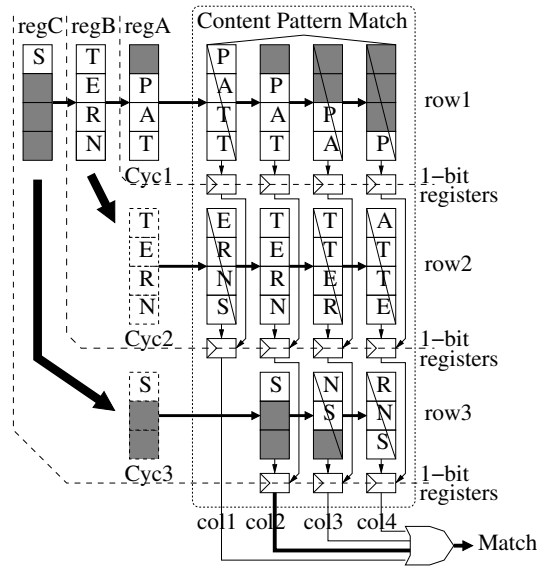 regC regB regA Content Pattern Match
S T P
E P A P
R A T P A
N T T A P
row1
Cyc1 1−bit registers
T E T T A
E R E T T
R N R E T
N S N R E
row2
Cyc2 1−bit registers
S S N R
S N
S
row3
Cyc3 1−bit registers
col1 col2 col3 col4
Match